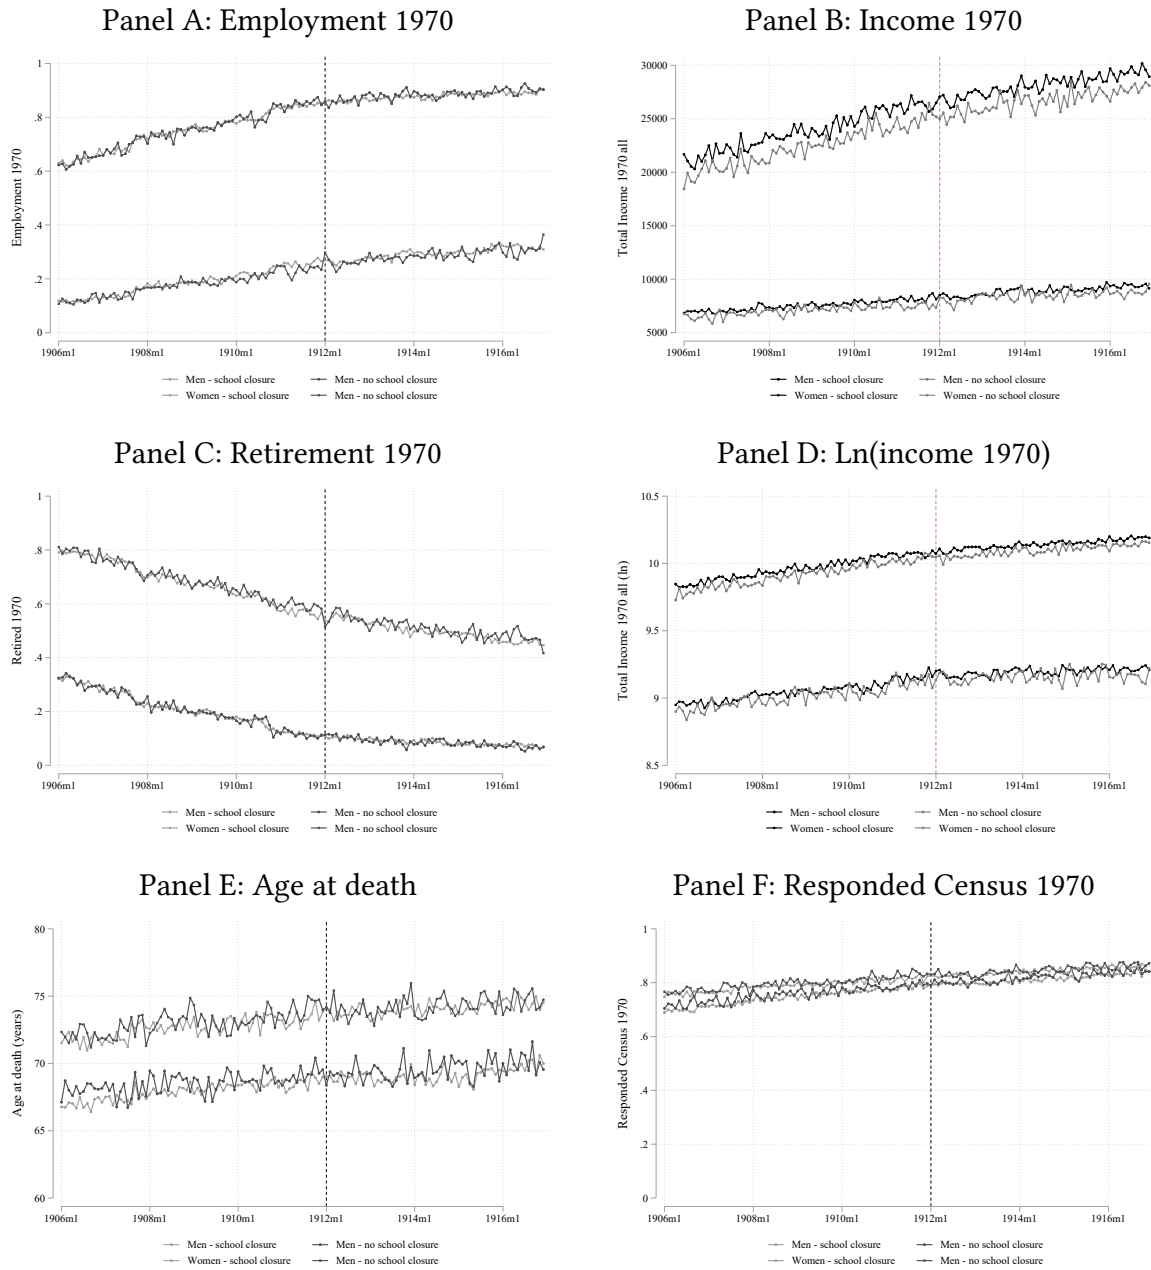 Panel A: Employment 1970
Employment 1970
1
.8
.6
.4
.2
0
1906m1 1908m1 1910m1 1912m1 1914m1 1916m1
Men - school closure Men - no school closure
Women - school closure Men - no school closure
Panel B: Income 1970
Total Income 1970 all
30000
25000
20000
15000
10000
5000
1906m1 1908m1 1910m1 1912m1 1914m1 1916m1
Men - school closure Men - no school closure
Women - school closure Women - no school closure
Panel C: Retirement 1970
Retired 1970
1
.8
.6
.4
.2
0
1906m1 1908m1 1910m1 1912m1 1914m1 1916m1
Men - school closure Men - no school closure
Women - school closure Men - no school closure
Panel D: Ln(income 1970)
Total Income 1970 all (ln)
10.5
10
9.5
9
8.5
1906m1 1908m1 1910m1 1912m1 1914m1 1916m1
Men - school closure Men - no school closure
Women - school closure Women - no school closure
Panel E: Age at death
Age at death (years)
80
75
70
65
60
1906m1 1908m1 1910m1 1912m1 1914m1 1916m1
Men - school closure Men - no school closure
Women - school closure Men - no school closure
Panel F: Responded Census 1970
Responded Census 1970
1
.8
.6
.4
.2
0
1906m1 1908m1 1910m1 1912m1 1914m1 1916m1
Men - school closure Men - no school closure
Women - school closure Men - no school closure